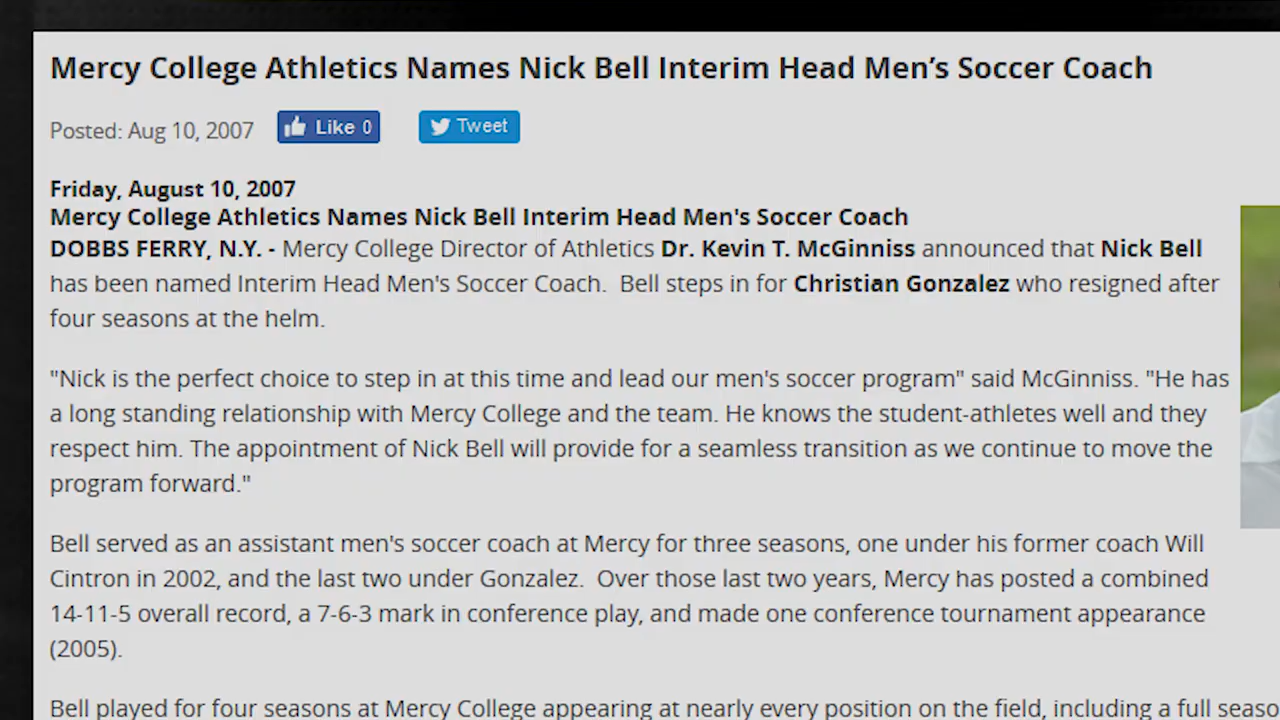 Mercy College Athletics Names Nick Bell Interim Head Men’s Soccer Coach
Posted: Aug 10, 2007 Like 0 Tweet
Friday, August 10, 2007
Mercy College Athletics Names Nick Bell Interim Head Men's Soccer Coach
DOBBS FERRY, N.Y. - Mercy College Director of Athletics Dr. Kevin T. McGinniss announced that Nick Bell
has been named Interim Head Men's Soccer Coach.  Bell steps in for Christian Gonzalez who resigned after
four seasons at the helm.
"Nick is the perfect choice to step in at this time and lead our men's soccer program" said McGinniss. "He has
a long standing relationship with Mercy College and the team. He knows the student-athletes well and they
respect him. The appointment of Nick Bell will provide for a seamless transition as we continue to move the
program forward."
Bell served as an assistant men's soccer coach at Mercy for three seasons, one under his former coach Will
Cintron in 2002, and the last two under Gonzalez.  Over those last two years, Mercy has posted a combined
14-11-5 overall record, a 7-6-3 mark in conference play, and made one conference tournament appearance
(2005).
Bell played for four seasons at Mercy College appearing at nearly every position on the field, including a full